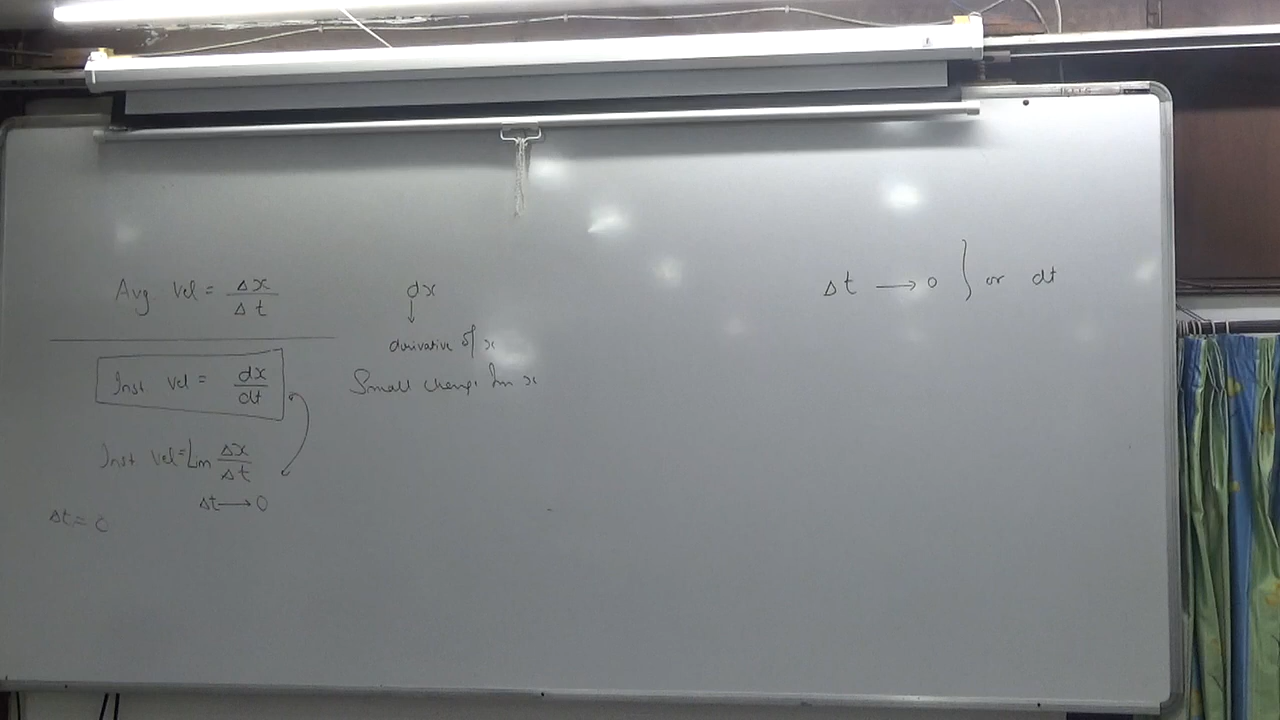 Avg Vel = Δx/Δt
Inst Vel = dx/dt
Inst Vel = Lim Δx/Δt
Δt → 0
Δt = 0
dx
↓
derivative of x
Small change in x
Δt → 0 } or dt